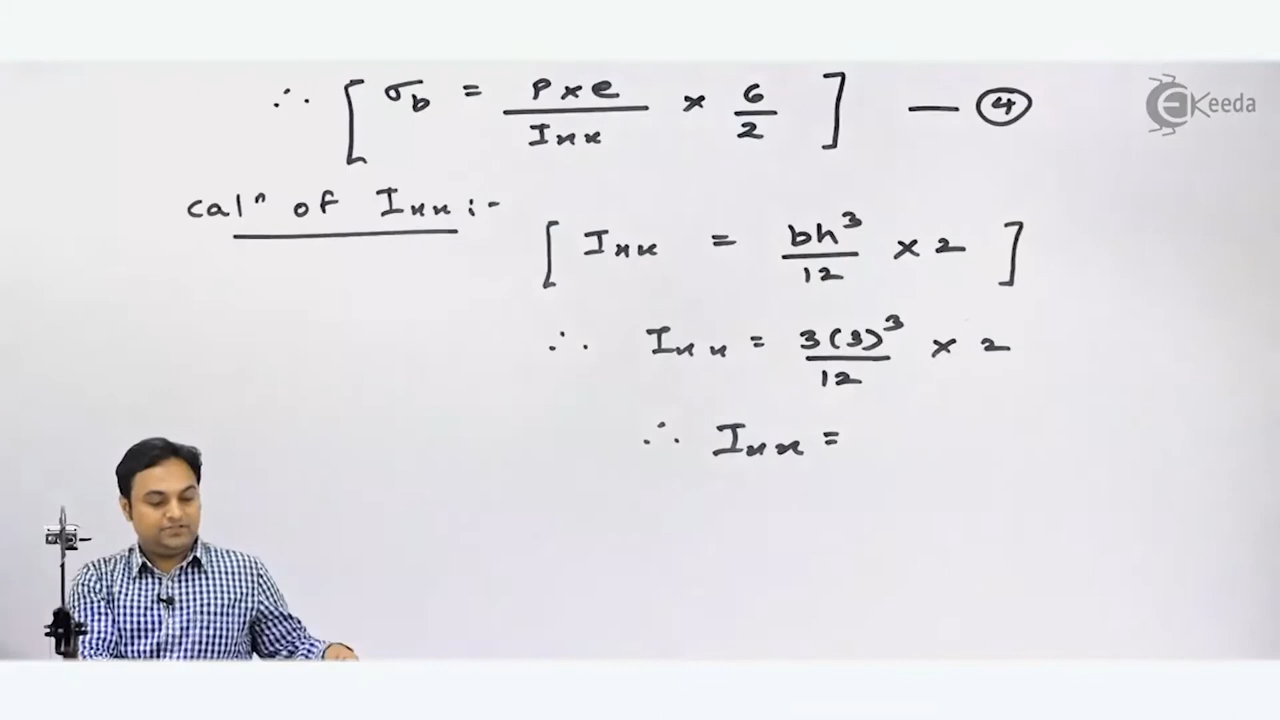 ∴ [ σb = P x e / Ixx x 6/2 ] — ④
Ekeeda
calⁿ of Ixx :-
[ Ixx = bh³/12 x 2 ]
∴ Ixx = 3(3)³/12 x 2
∴ Ixx =